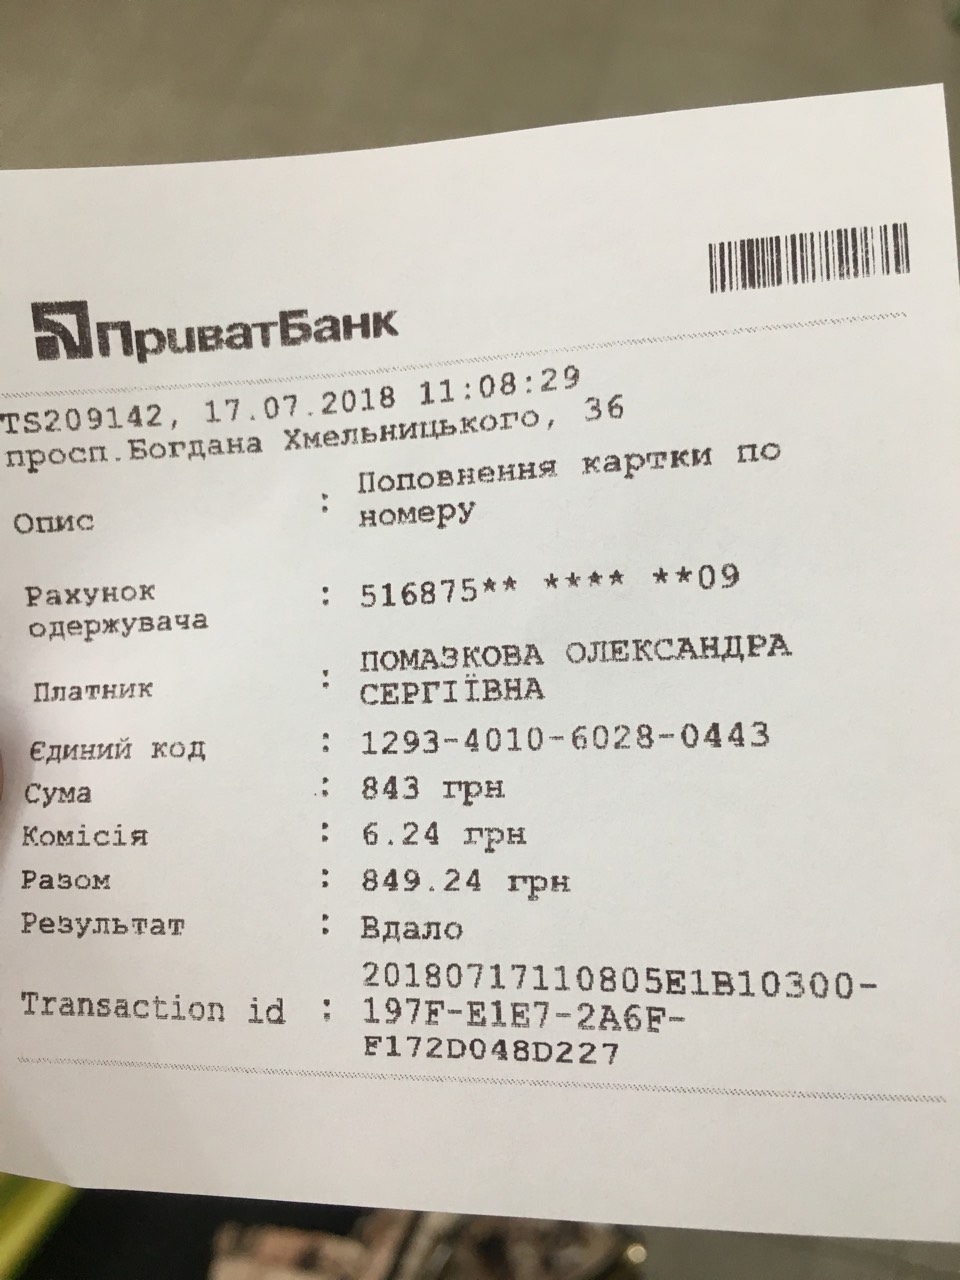 ПриватБанк
TS209142, 17.07.2018 11:08:29
просп.Богдана Хмельницького, 36
Опис : Поповнення картки по
номеру
Рахунок
одержувача : 516875** **** **09
Платник : ПОМАЗКОВА ОЛЕКСАНДРА
СЕРГІЇВНА
Єдиний код : 1293-4010-6028-0443
Сума : 843 грн
Комісія : 6.24 грн
Разом : 849.24 грн
Результат : Вдало
Transaction id : 20180717110805E1B10300-
197F-E1E7-2A6F-
F172D048D227